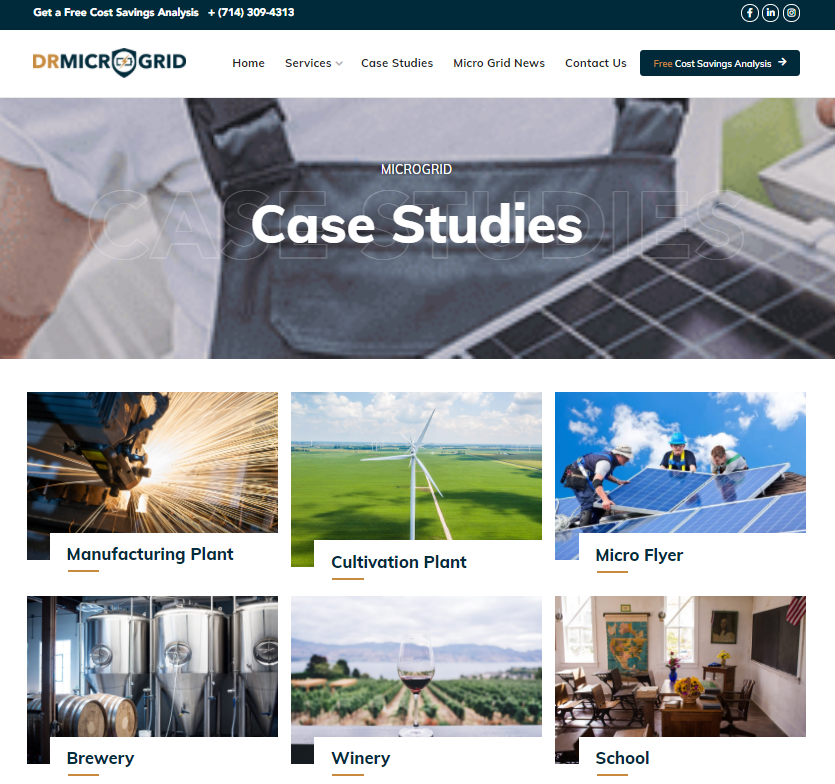 Get a Free Cost Savings Analysis + (714) 309-4313
DRMICROGRID
Home Services Case Studies Micro Grid News Contact Us Free Cost Savings Analysis
MICROGRID
CASE STUDIES
Case Studies
Manufacturing Plant
Cultivation Plant
Micro Flyer
Brewery
Winery
School